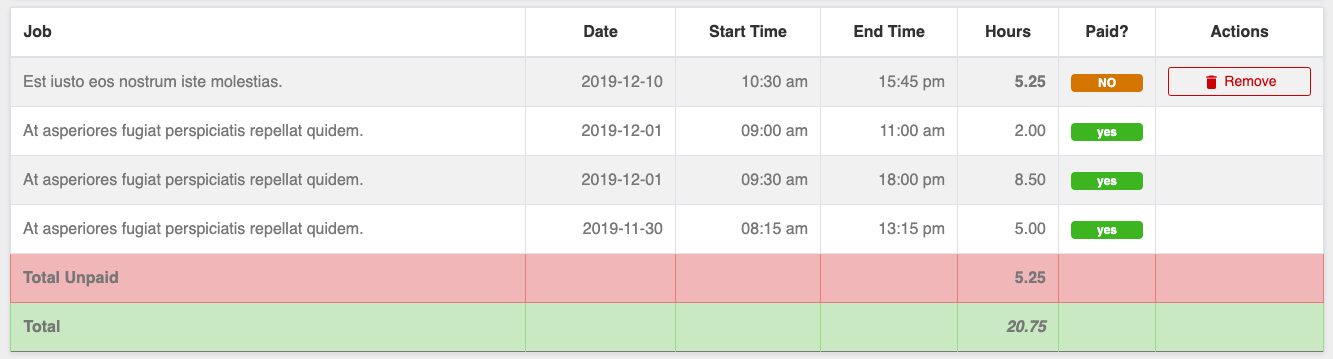 Job Date Start Time End Time Hours Paid? Actions
Est iusto eos nostrum iste molestias. 2019-12-10 10:30 am 15:45 pm 5.25 NO Remove
At asperiores fugiat perspiciatis repellat quidem. 2019-12-01 09:00 am 11:00 am 2.00 yes
At asperiores fugiat perspiciatis repellat quidem. 2019-12-01 09:30 am 18:00 pm 8.50 yes
At asperiores fugiat perspiciatis repellat quidem. 2019-11-30 08:15 am 13:15 pm 5.00 yes
Total Unpaid 5.25
Total 20.75